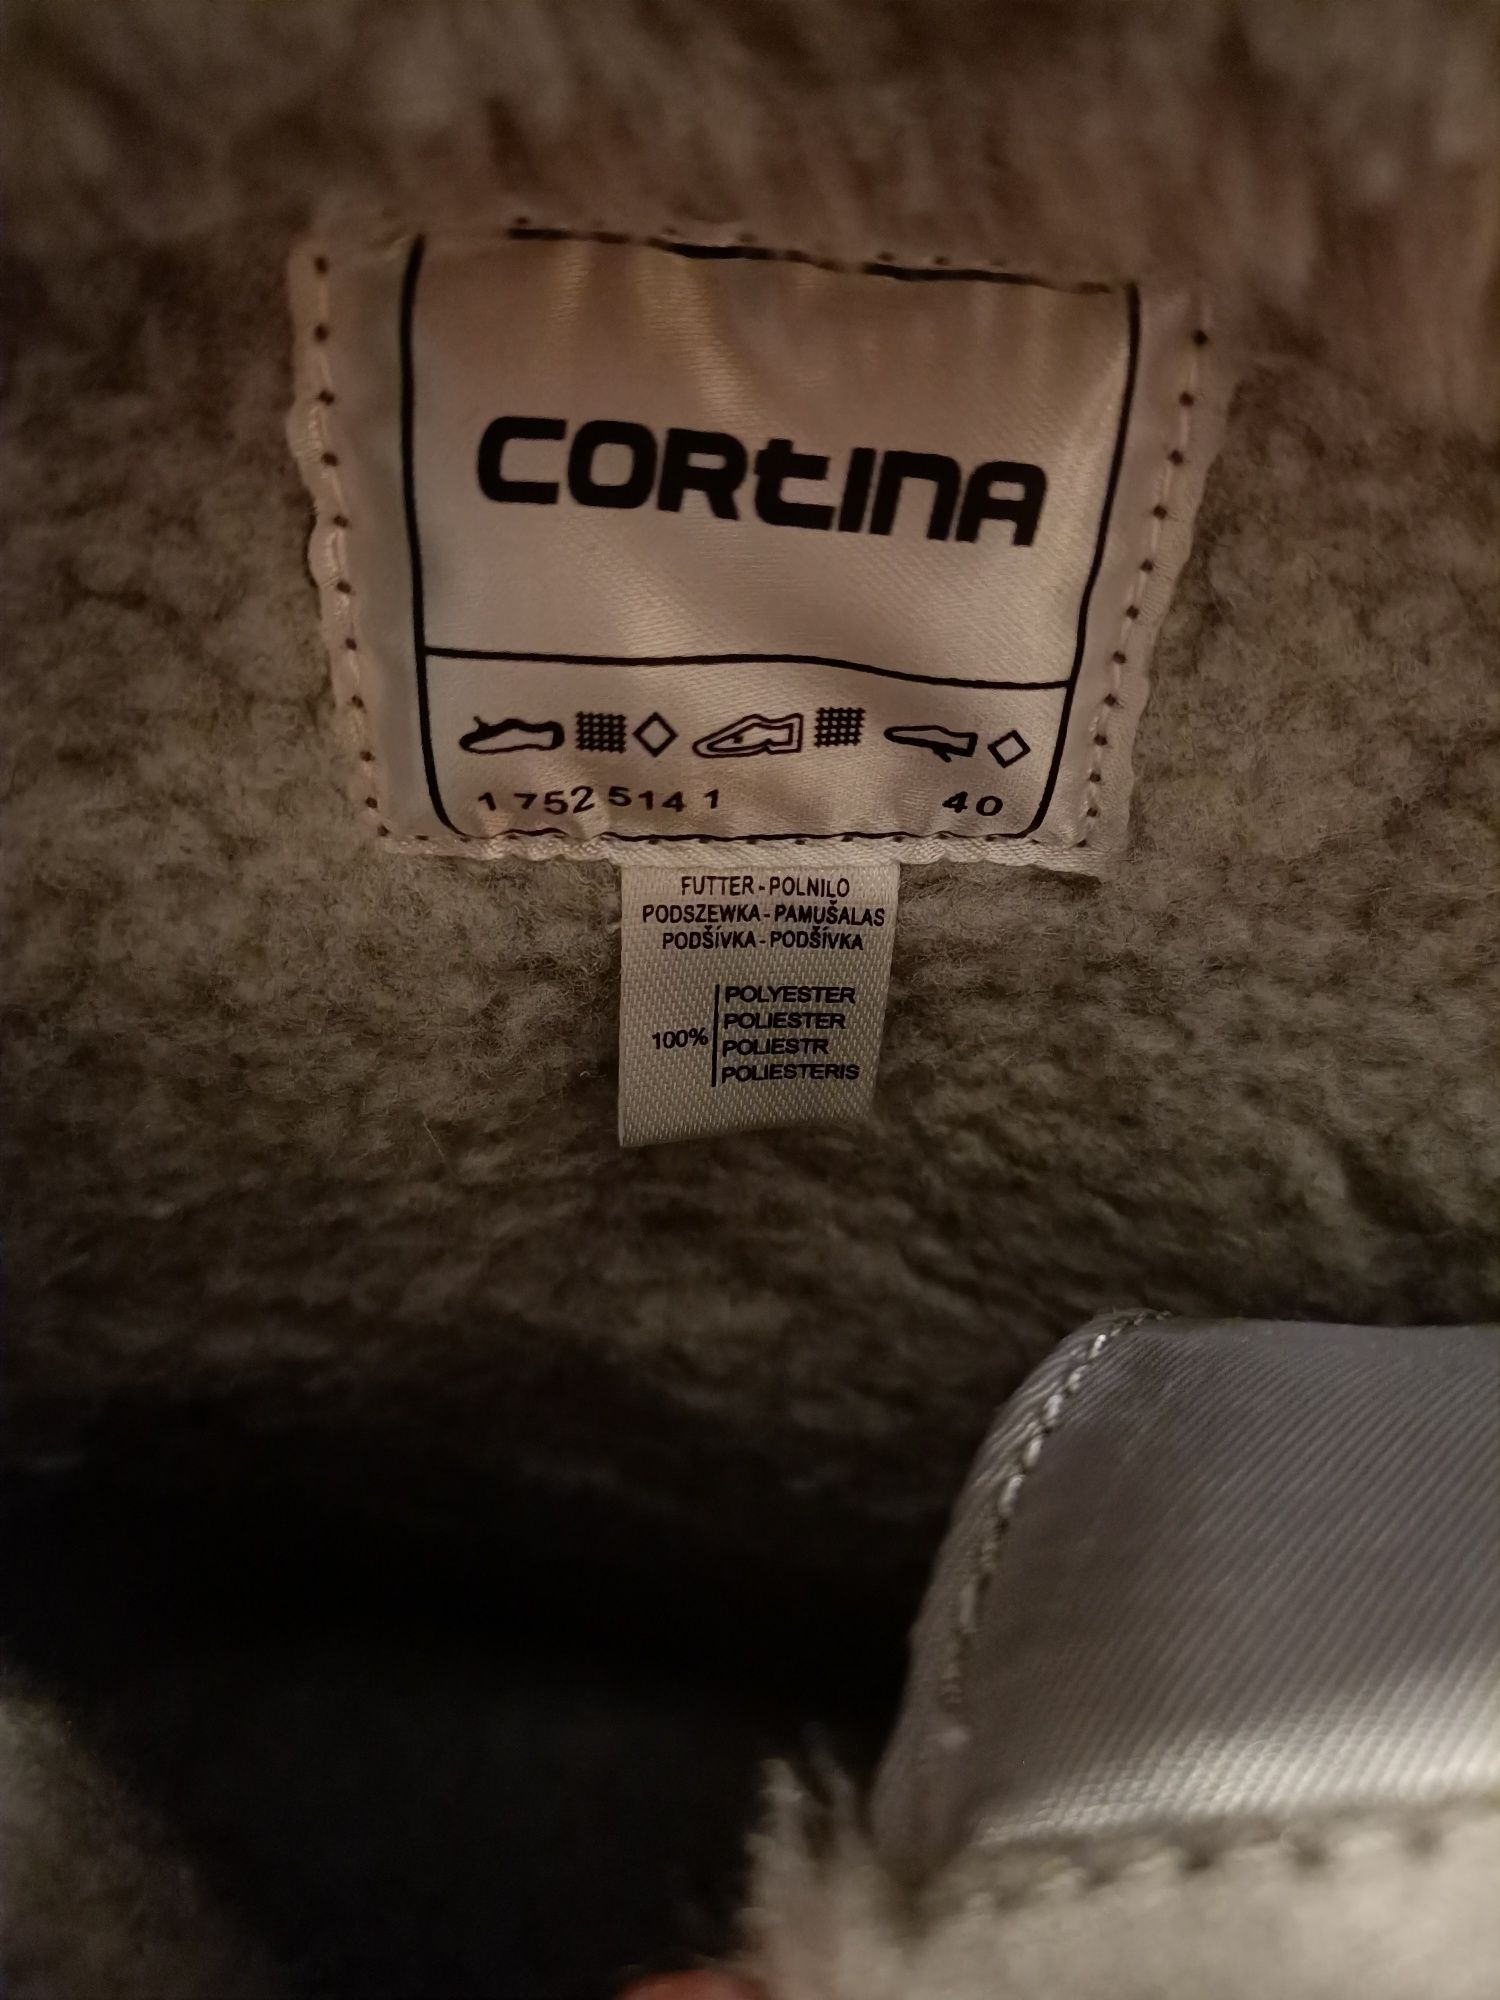 CORtINA
1 752 514 1 40
FUTTER - POLNILO
PODSZEWKA - PAMUŠALAS
PODŠÍVKA - PODŠÍVKA
POLYESTER
POLIESTER
100%
POLIESTR
POLIESTERIS